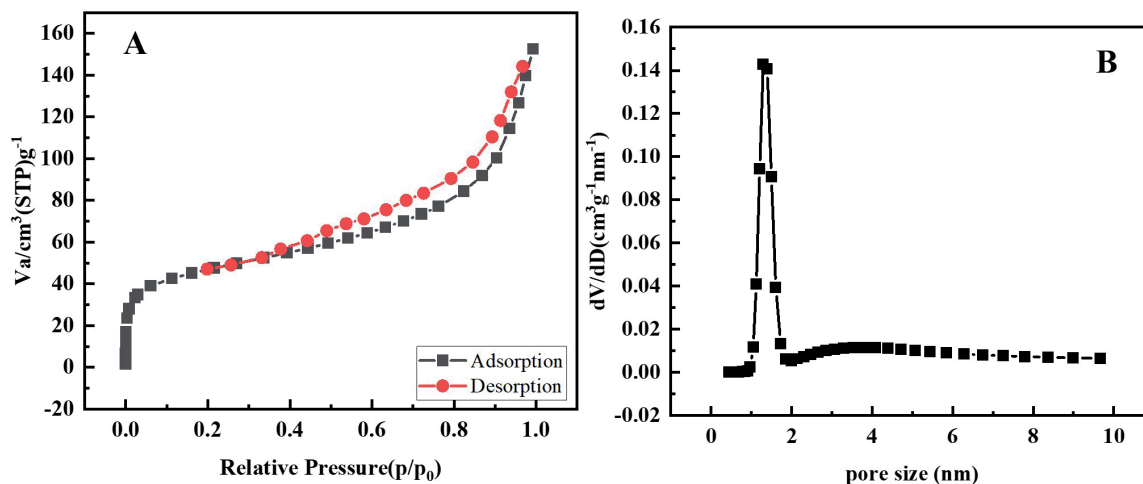 A
160
140
120
100
80
60
40
20
0
-20
Va/cm³(STP)g⁻¹
Adsorption
Desorption
0.0 0.2 0.4 0.6 0.8 1.0
Relative Pressure(p/p₀)
B
0.16
0.14
0.12
0.10
0.08
0.06
0.04
0.02
0.00
-0.02
dV/dD(cm³g⁻¹nm⁻¹)
0 2 4 6 8 10
pore size (nm)